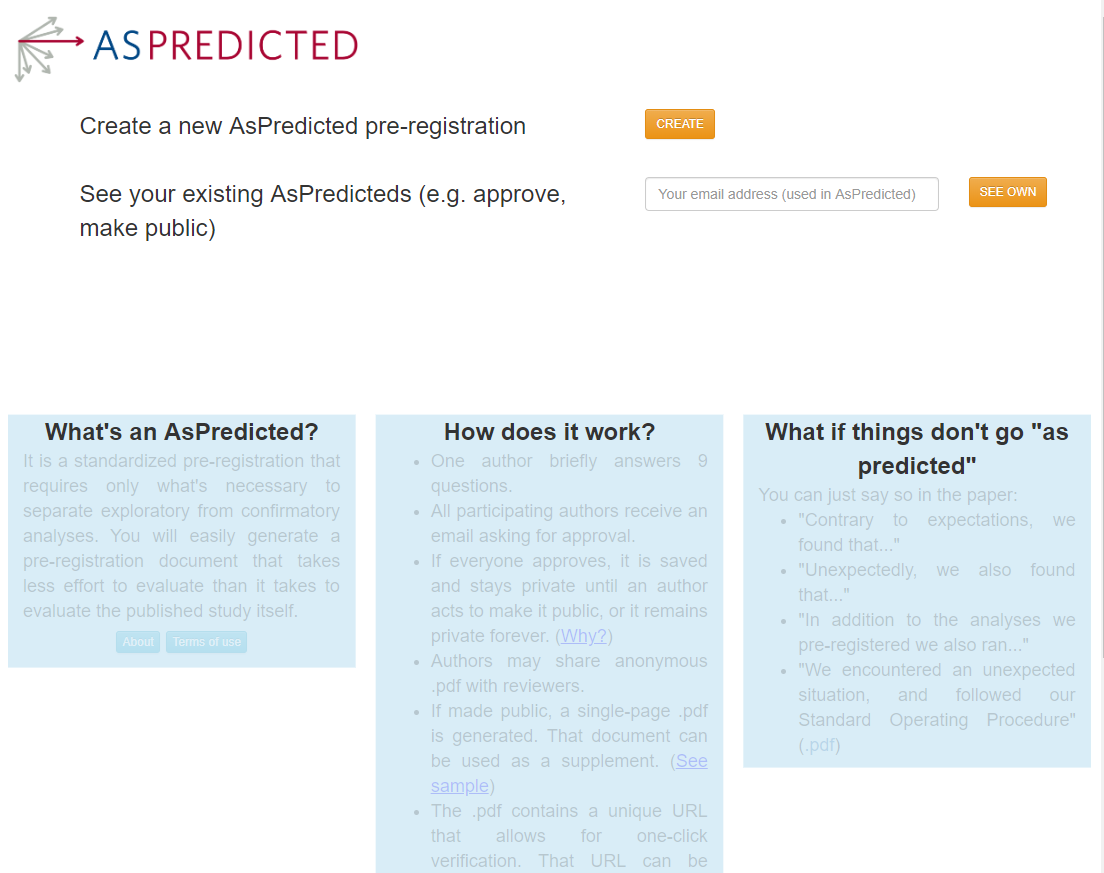 ASPREDICTED
Create a new AsPredicted pre-registration
CREATE
See your existing AsPredicteds (e.g. approve,
make public)
Your email address (used in AsPredicted)
SEE OWN
What's an AsPredicted?
It is a standardized pre-registration that
requires only what's necessary to
separate exploratory from confirmatory
analyses. You will easily generate a
pre-registration document that takes
less effort to evaluate than it takes to
evaluate the published study itself.
About
Terms of use
How does it work?
One author briefly answers 9
questions.
All participating authors receive an
email asking for approval.
If everyone approves, it is saved
and stays private until an author
acts to make it public, or it remains
private forever. (Why?)
Authors may share anonymous
.pdf with reviewers.
If made public, a single-page .pdf
is generated. That document can
be used as a supplement. (See
sample)
The .pdf contains a unique URL
that allows for one-click
verification. That URL can be
What if things don't go "as
predicted"
You can just say so in the paper:
"Contrary to expectations, we
found that..."
"Unexpectedly, we also found
that..."
"In addition to the analyses we
pre-registered we also ran..."
"We encountered an unexpected
situation, and followed our
Standard Operating Procedure"
(.pdf)